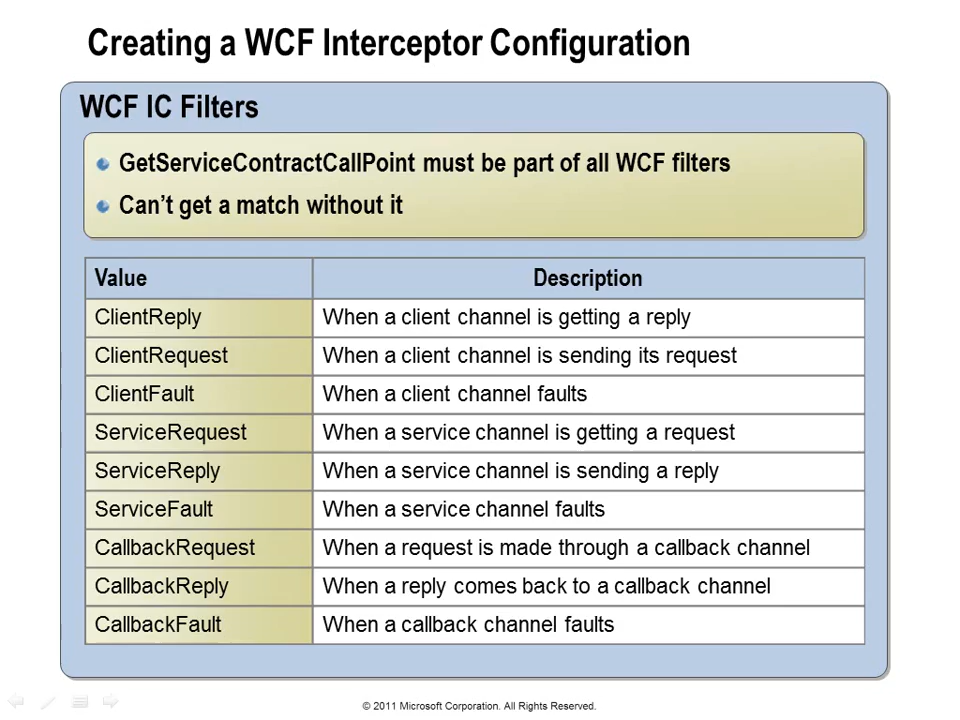 Creating a WCF Interceptor Configuration
WCF IC Filters
GetServiceContractCallPoint must be part of all WCF filters
Can't get a match without it
Value Description
ClientReply When a client channel is getting a reply
ClientRequest When a client channel is sending its request
ClientFault When a client channel faults
ServiceRequest When a service channel is getting a request
ServiceReply When a service channel is sending a reply
ServiceFault When a service channel faults
CallbackRequest When a request is made through a callback channel
CallbackReply When a reply comes back to a callback channel
CallbackFault When a callback channel faults
© 2011 Microsoft Corporation. All Rights Reserved.